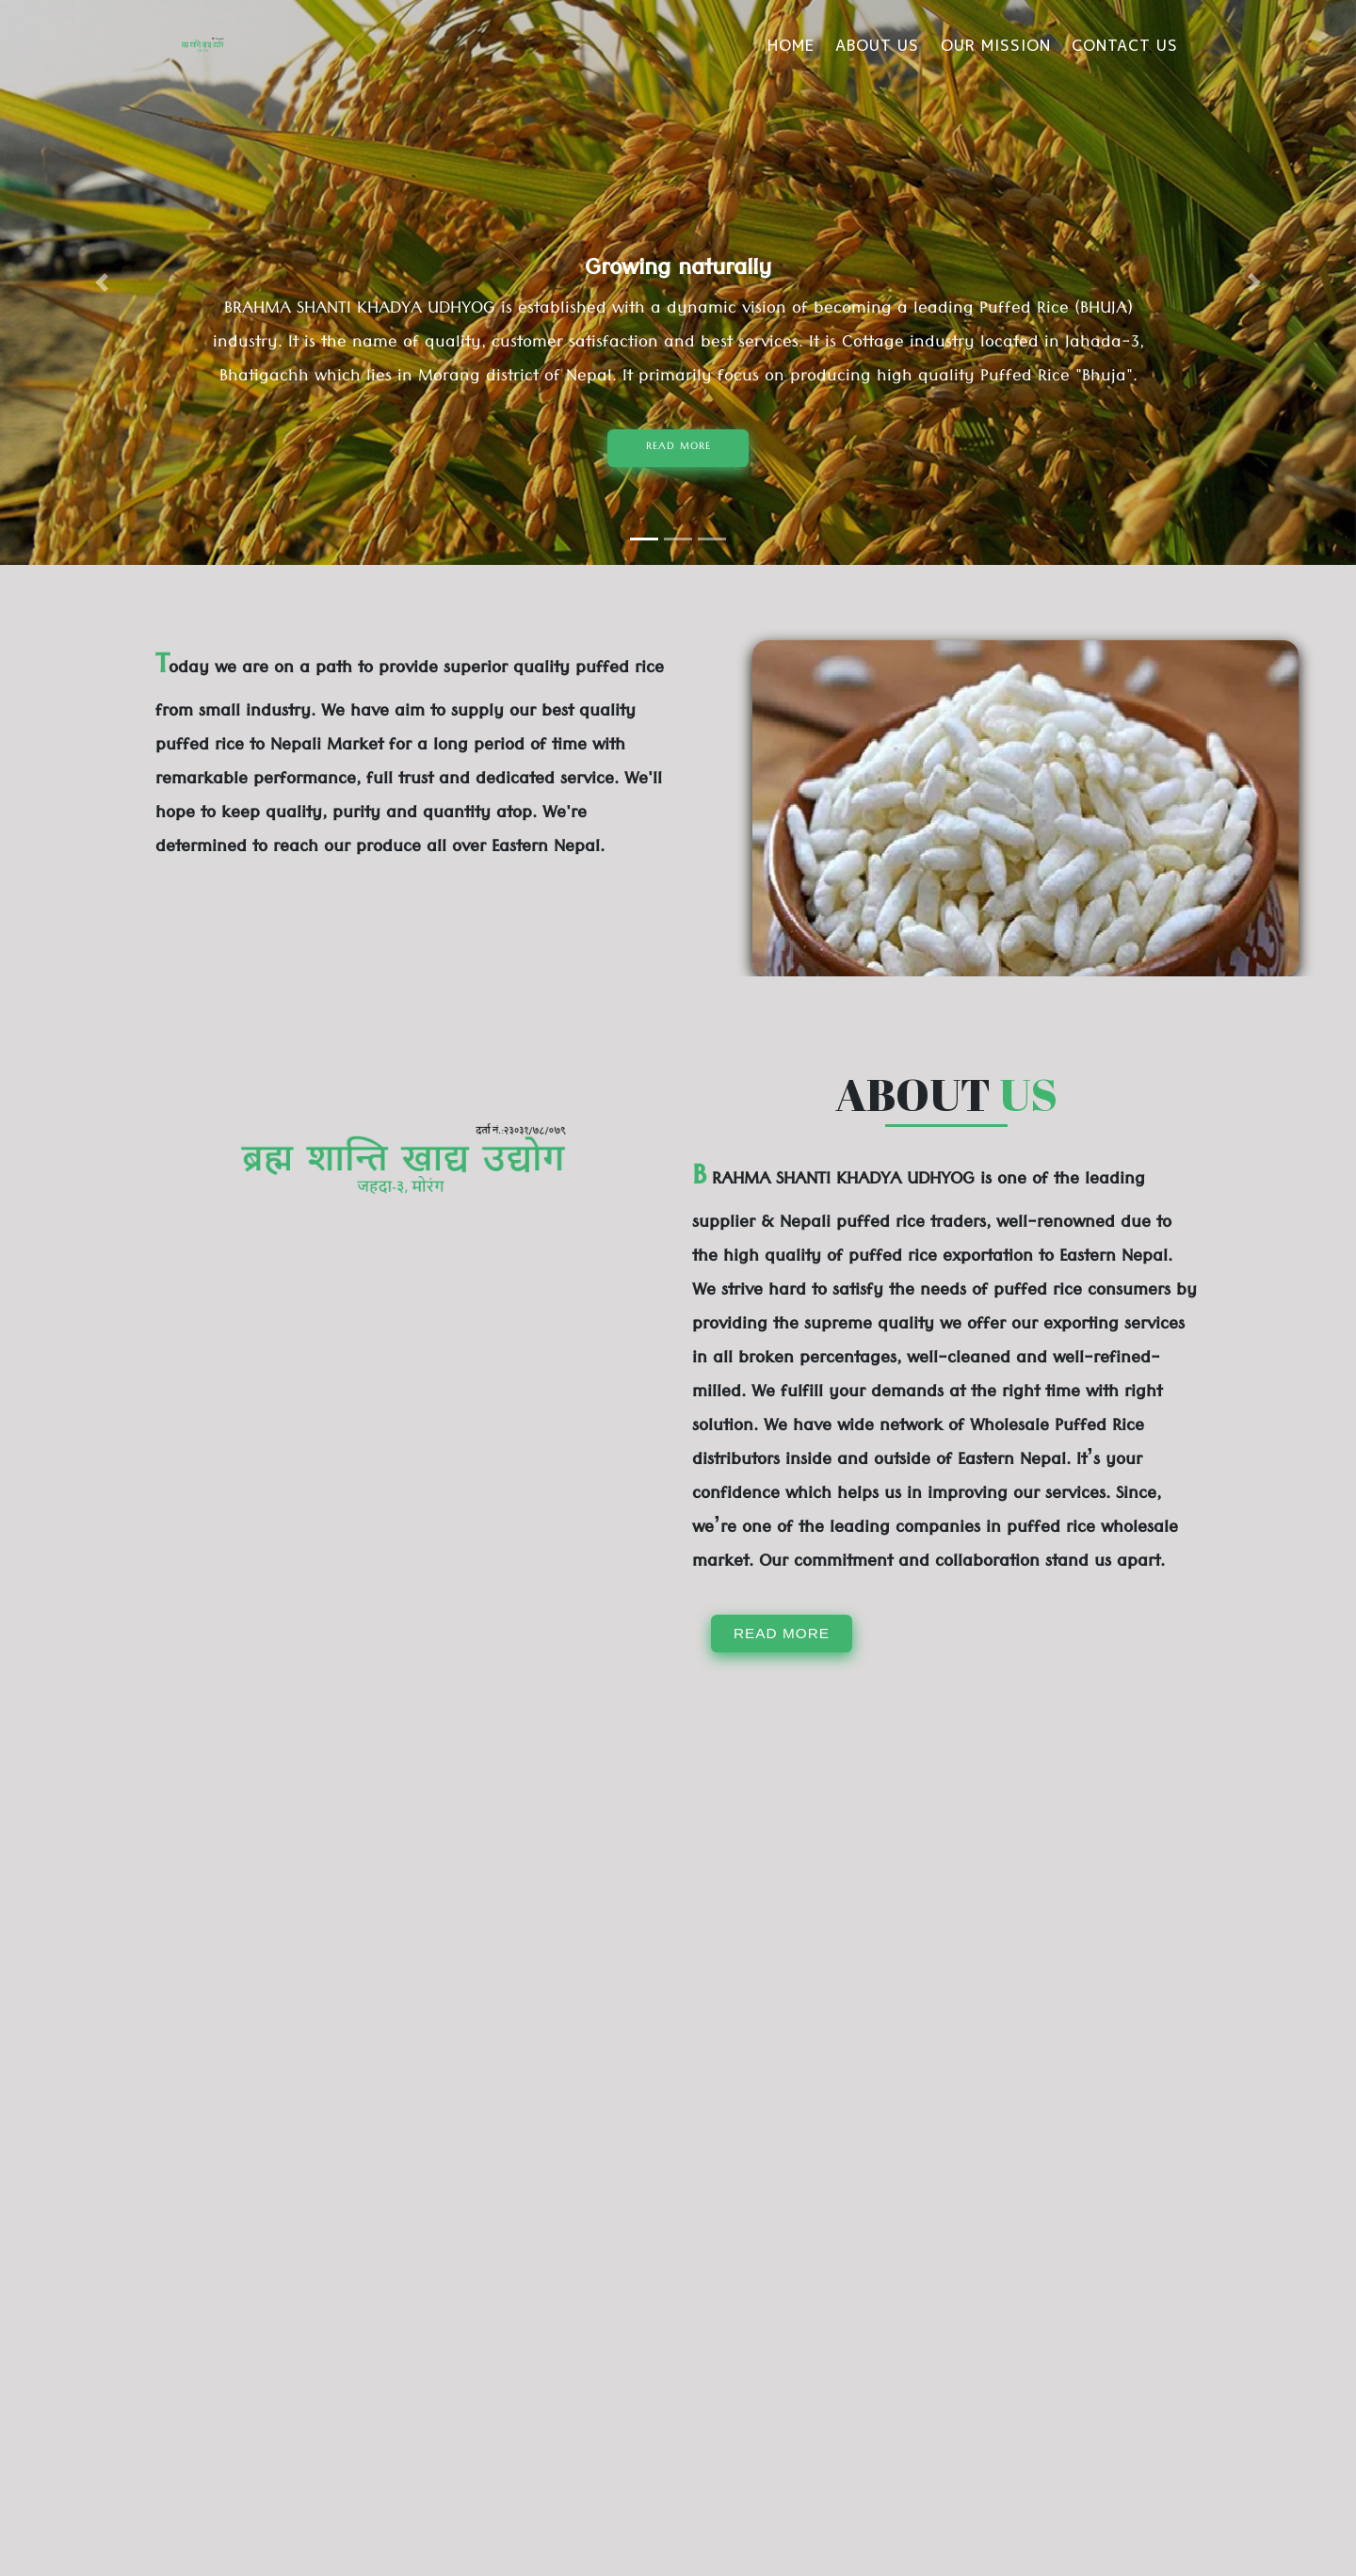 HOME ABOUT US OUR MISSION CONTACT US
Growing naturally
BRAHMA SHANTI KHADYA UDHYOG is established with a dynamic vision of becoming a leading Puffed Rice (BHUJA)
industry. It is the name of quality, customer satisfaction and best services. It is Cottage industry located in Jahada-3,
Bhatigachh which lies in Morang district of Nepal. It primarily focus on producing high quality Puffed Rice "Bhuja".
READ MORE
Today we are on a path to provide superior quality puffed rice
from small industry. We have aim to supply our best quality
puffed rice to Nepali Market for a long period of time with
remarkable performance, full trust and dedicated service. We'll
hope to keep quality, purity and quantity atop. We're
determined to reach our produce all over Eastern Nepal.
दर्ता नं.:२३०३१/७८/०७९
ब्रह्म शान्ति खाद्य उद्योग
जहदा-३, मोरंग
ABOUT US
B RAHMA SHANTI KHADYA UDHYOG is one of the leading
supplier & Nepali puffed rice traders, well-renowned due to
the high quality of puffed rice exportation to Eastern Nepal.
We strive hard to satisfy the needs of puffed rice consumers by
providing the supreme quality we offer our exporting services
in all broken percentages, well-cleaned and well-refined-
milled. We fulfill your demands at the right time with right
solution. We have wide network of Wholesale Puffed Rice
distributors inside and outside of Eastern Nepal. It’s your
confidence which helps us in improving our services. Since,
we’re one of the leading companies in puffed rice wholesale
market. Our commitment and collaboration stand us apart.
READ MORE